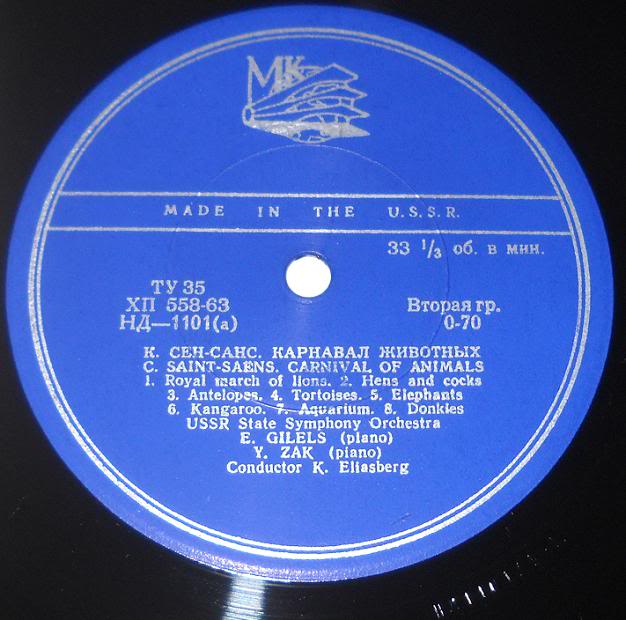 МК
MADE IN THE U.S.S.R.
33 1/3 об. в мин.
ТУ 35
ХП 558-63
НД—1101(а)
Вторая гр.
0-70
К. СЕН-САНС. КАРНАВАЛ ЖИВОТНЫХ
C. SAINT-SAENS. CARNIVAL OF ANIMALS
1. Royal march of lions. 2. Hens and cocks
3. Antelopes. 4. Tortoises. 5. Elephants
6. Kangaroo. 7. Aquarium. 8. Donkies
USSR State Symphony Orchestra
E. GILELS (piano)
Y. ZAK (piano)
Conductor K. Eliasberg